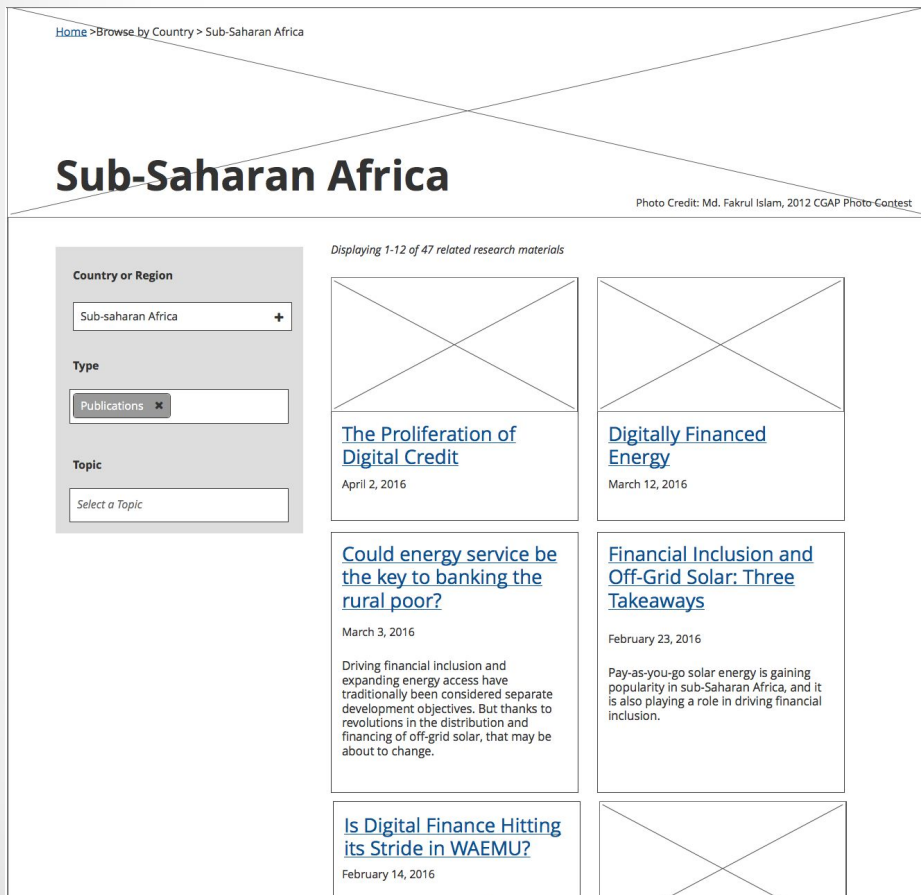 Home >Browse by Country > Sub-Saharan Africa
Sub-Saharan Africa
Photo Credit: Md. Fakrul Islam, 2012 CGAP Photo Contest
Country or Region
Sub-saharan Africa +
Type
Publications ✖
Topic
Select a Topic
Displaying 1-12 of 47 related research materials
The Proliferation of
Digital Credit
April 2, 2016
Digitally Financed
Energy
March 12, 2016
Could energy service be
the key to banking the
rural poor?
March 3, 2016
Driving financial inclusion and
expanding energy access have
traditionally been considered separate
development objectives. But thanks to
revolutions in the distribution and
financing of off-grid solar, that may be
about to change.
Financial Inclusion and
Off-Grid Solar: Three
Takeaways
February 23, 2016
Pay-as-you-go solar energy is gaining
popularity in sub-Saharan Africa, and it
is also playing a role in driving financial
inclusion.
Is Digital Finance Hitting
its Stride in WAEMU?
February 14, 2016